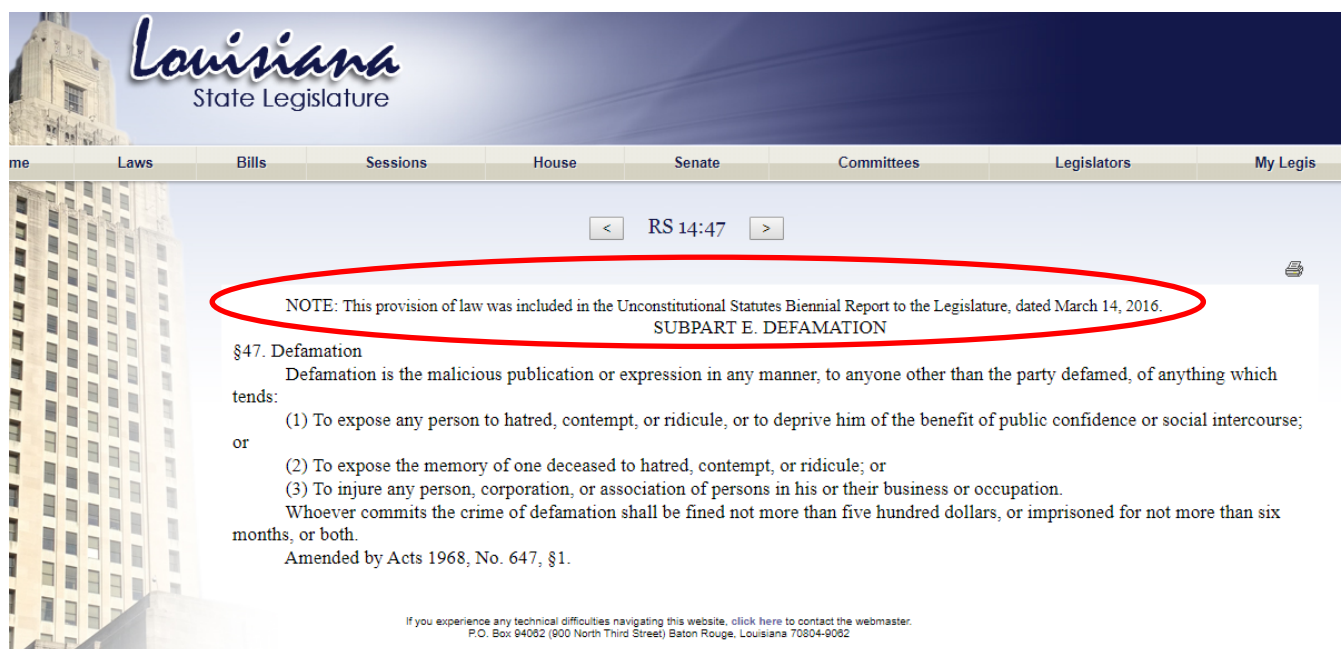 Louisiana
State Legislature
me Laws Bills Sessions House Senate Committees Legislators My Legis
< RS 14:47 >
NOTE: This provision of law was included in the Unconstitutional Statutes Biennial Report to the Legislature, dated March 14, 2016.
SUBPART E. DEFAMATION
§47. Defamation
Defamation is the malicious publication or expression in any manner, to anyone other than the party defamed, of anything which
tends:
(1) To expose any person to hatred, contempt, or ridicule, or to deprive him of the benefit of public confidence or social intercourse;
or
(2) To expose the memory of one deceased to hatred, contempt, or ridicule; or
(3) To injure any person, corporation, or association of persons in his or their business or occupation.
Whoever commits the crime of defamation shall be fined not more than five hundred dollars, or imprisoned for not more than six
months, or both.
Amended by Acts 1968, No. 647, §1.
If you experience any technical difficulties navigating this website, click here to contact the webmaster.
P.O. Box 94062 (900 North Third Street) Baton Rouge, Louisiana 70804-9062